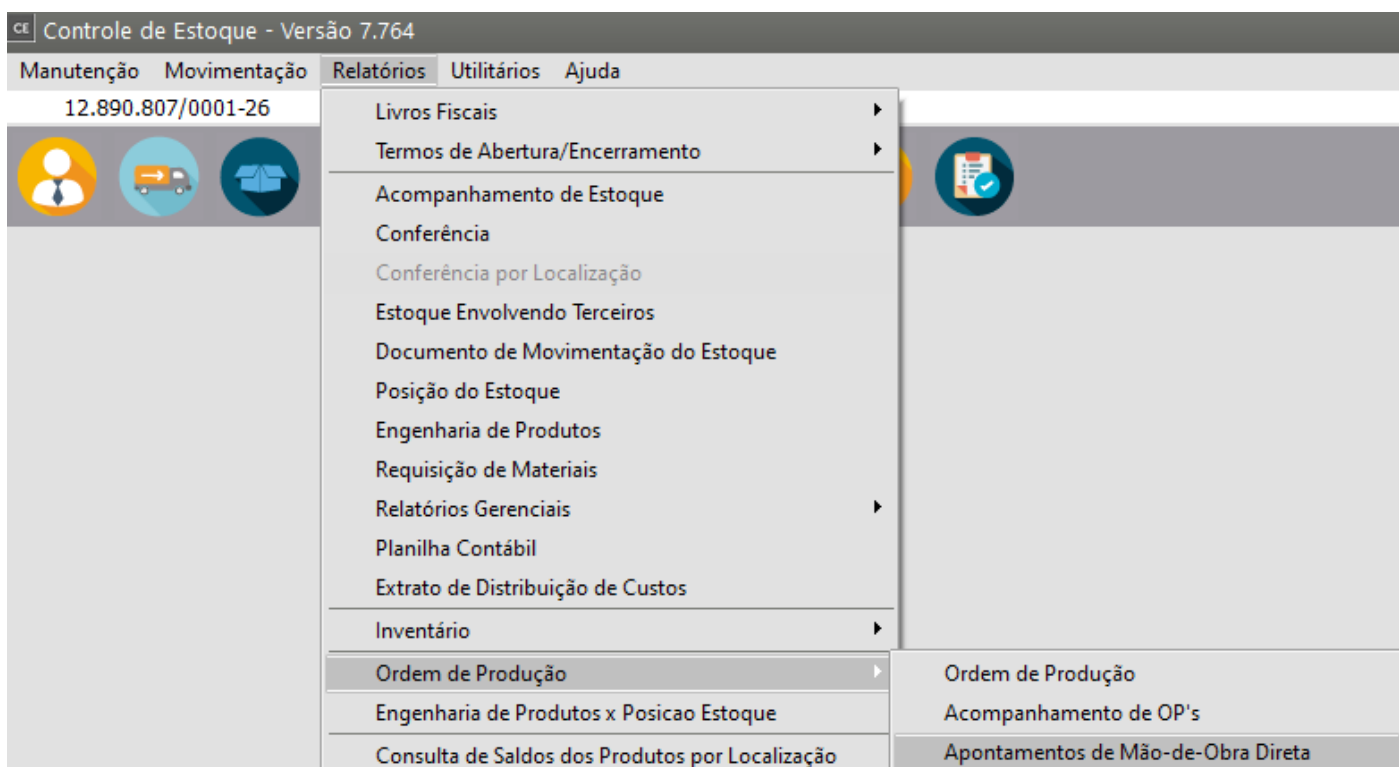 CE Controle de Estoque - Versão 7.764
Manutenção Movimentação Relatórios Utilitários Ajuda
12.890.807/0001-26
Livros Fiscais
Termos de Abertura/Encerramento
Acompanhamento de Estoque
Conferência
Conferência por Localização
Estoque Envolvendo Terceiros
Documento de Movimentação do Estoque
Posição do Estoque
Engenharia de Produtos
Requisição de Materiais
Relatórios Gerenciais
Planilha Contábil
Extrato de Distribuição de Custos
Inventário
Ordem de Produção
Engenharia de Produtos x Posicao Estoque
Consulta de Saldos dos Produtos por Localização
Ordem de Produção
Acompanhamento de OP's
Apontamentos de Mão-de-Obra Direta